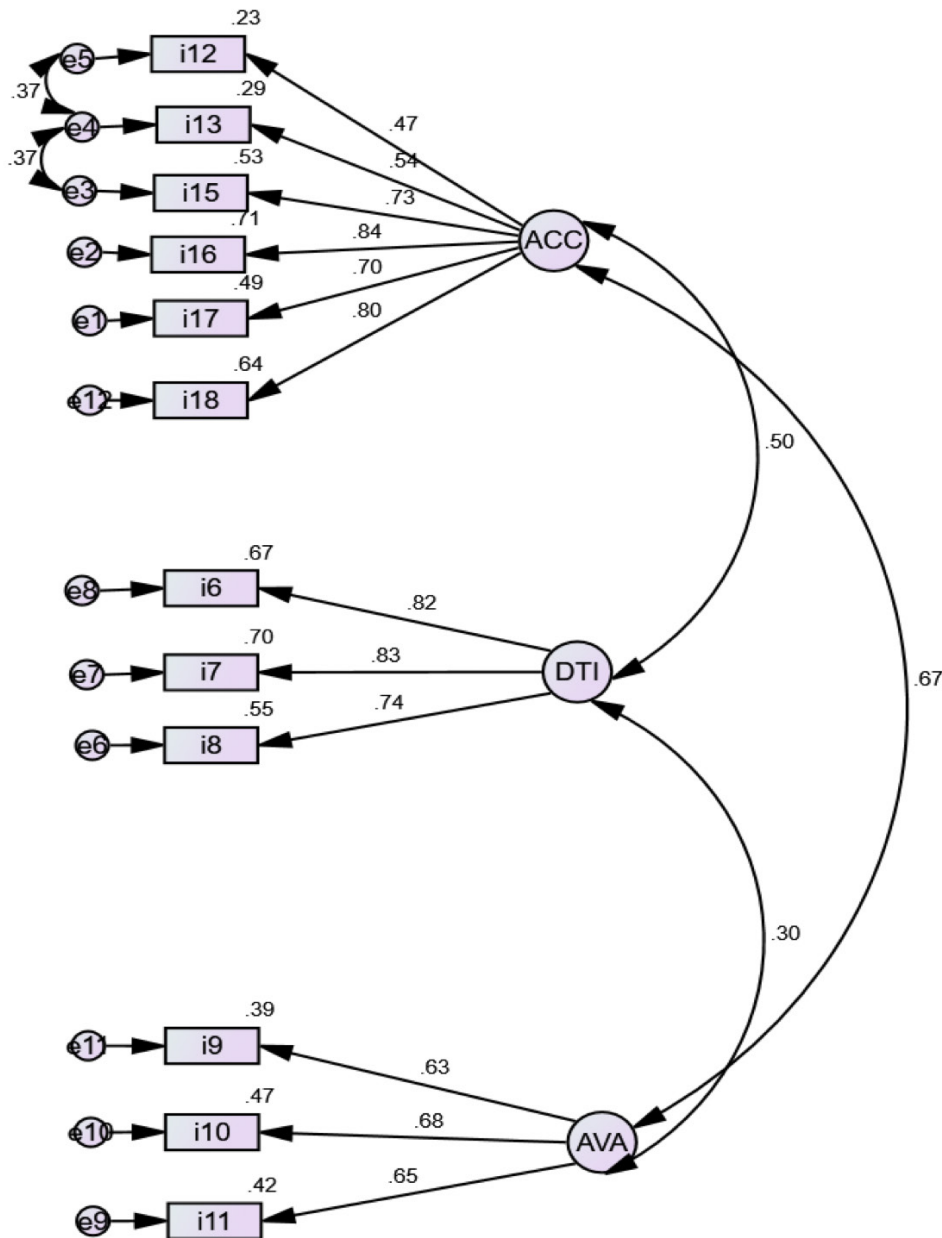 .23
e5 i12
.37 .29 .47
e4 i13
.37 .53 .54
e3 i15 .73
.71
e2 i16 .84 ACC
.49 .70
e1 i17 .80
.64
e12 i18
.50
.67
e8 i6 .82
.70
e7 i7 .83 DTI
.67
.55 .74
e6 i8
.30
.39
e11 i9 .63
.47
e10 i10 .68 AVA
.42 .65
e9 i11